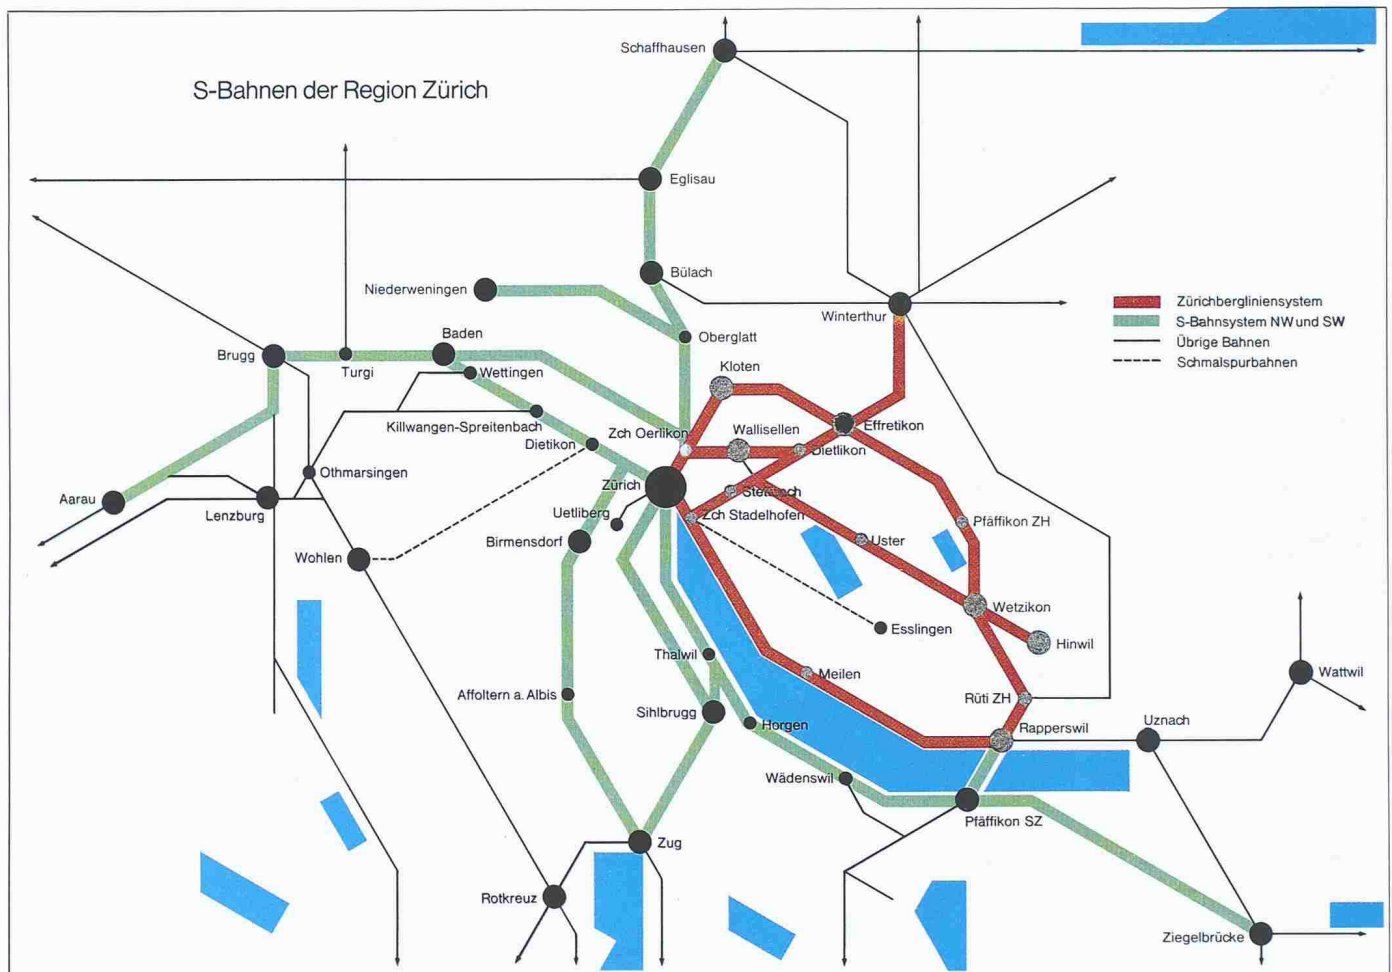 Schaffhausen
S-Bahnen der Region Zürich
Eglisau
Bülach
Niederweningen
Winterthur
Zürichbergliniensystem
S-Bahnsystem NW und SW
Übrige Bahnen
Schmalspurbahnen
Oberglatt
Baden
Brugg
Turgi
Wettingen
Kloten
Killwangen-Spreitenbach
Zch Oerlikon
Wallisellen
Effretikon
Dietikon
Dietlikon
Othmarsingen
Zürich
Stettbach
Aarau
Lenzburg
Uetliberg
Zch Stadelhofen
Pfäffikon ZH
Birmensdorf
Uster
Wohlen
Wetzikon
Esslingen
Hinwil
Thalwil
Meilen
Wattwil
Affoltern a. Albis
Sihlbrugg
Horgen
Rüti ZH
Rapperswil
Uznach
Wädenswil
Pfäffikon SZ
Zug
Rotkreuz
Ziegelbrücke